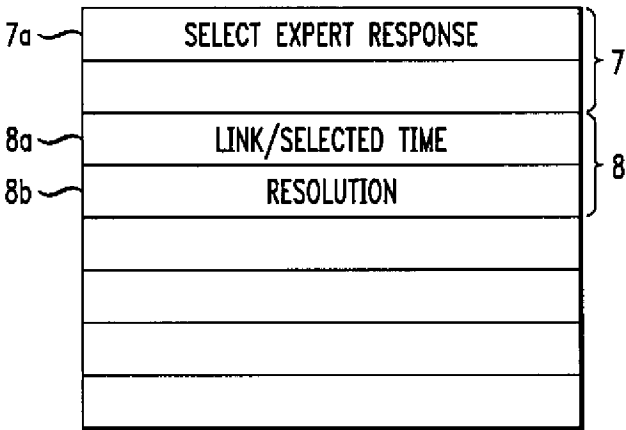 7a SELECT EXPERT RESPONSE
7
8a LINK/SELECTED TIME
8
8b RESOLUTION